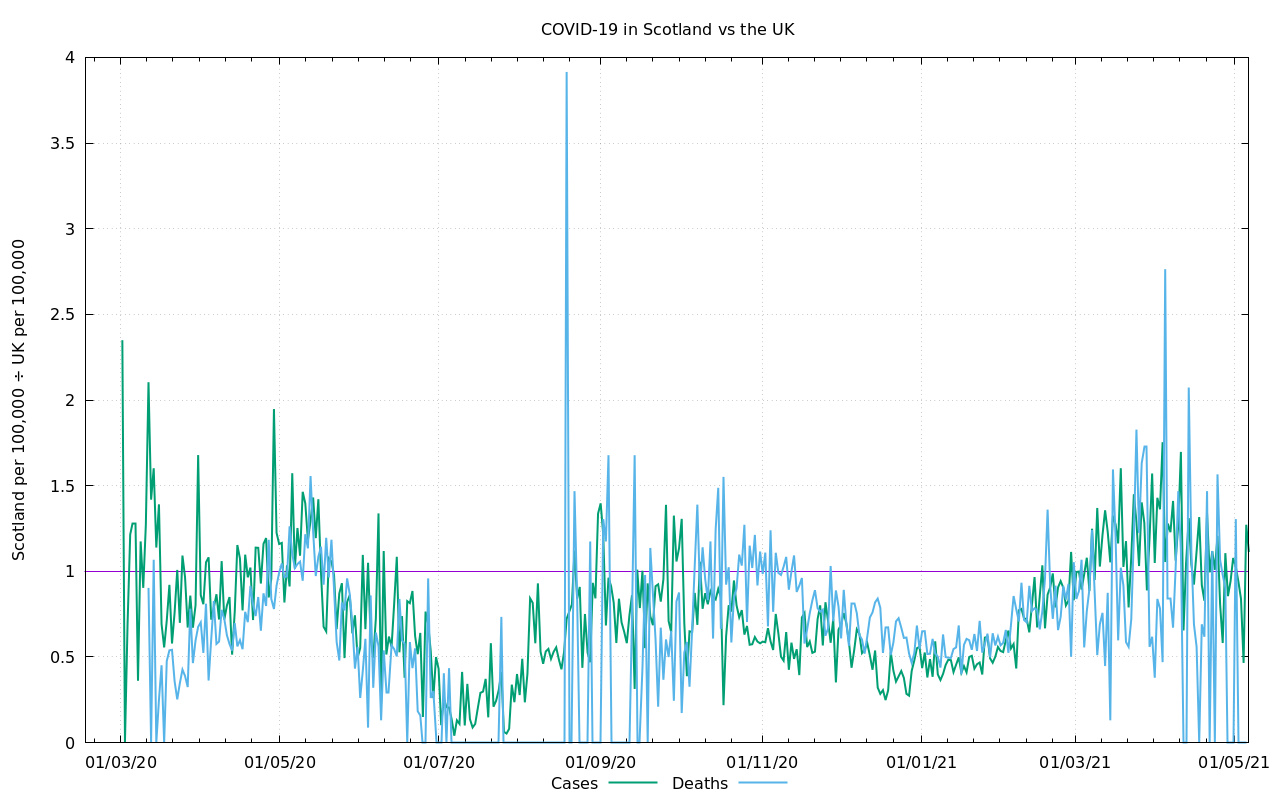 COVID-19 in Scotland vs the UK
Scotland per 100,000 ÷ UK per 100,000
4
3.5
3
2.5
2
1.5
1
0.5
0
01/03/20 01/05/20 01/07/20 01/09/20 01/11/20 01/01/21 01/03/21 01/05/21
Cases Deaths